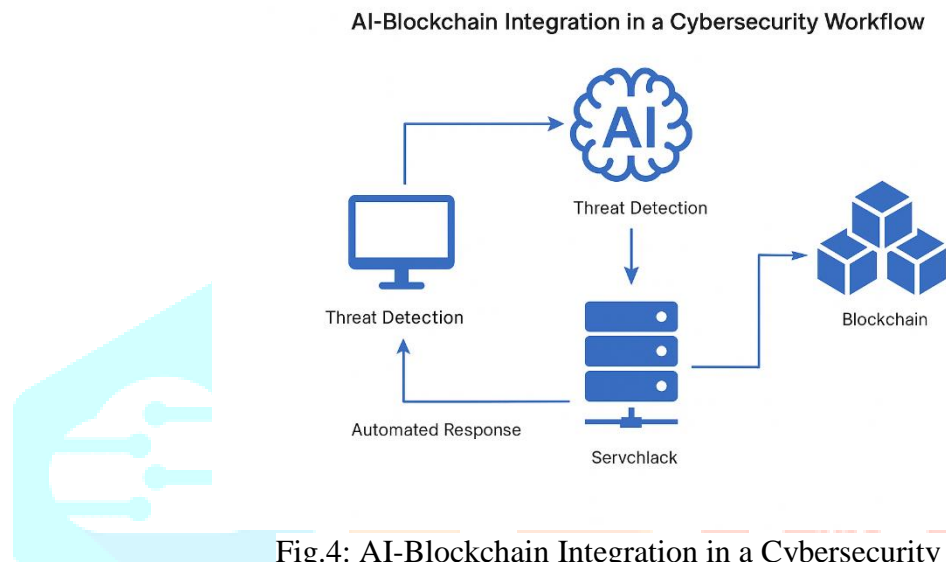 AI-Blockchain Integration in a Cybersecurity Workflow
AI
Threat Detection
Threat Detection
Blockchain
Automated Response
Servchlack
Fig.4: AI-Blockchain Integration in a Cybersecurity